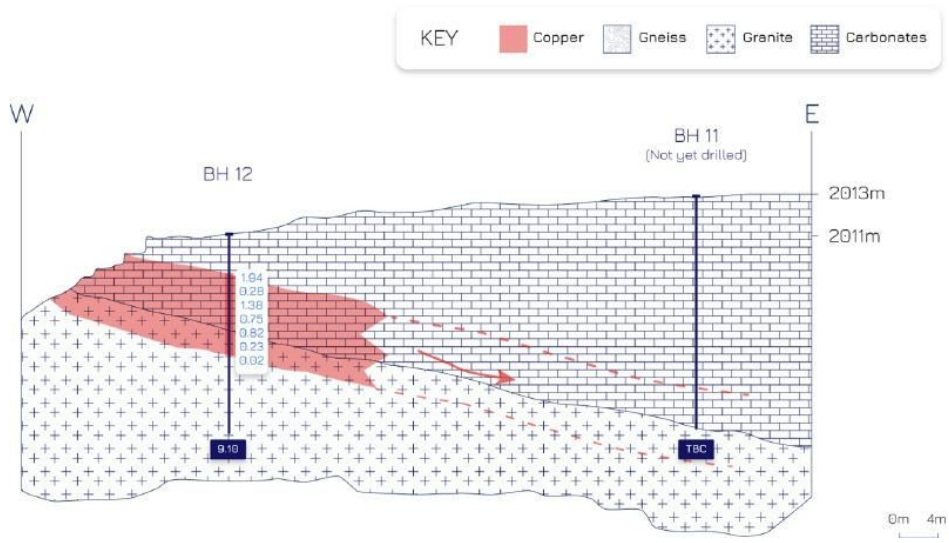 KEY Copper Gneiss Granite Carbonates
W
E
BH 11
(Not yet drilled)
BH 12
2013m
2011m
1.94
0.28
1.38
0.75
0.82
0.23
0.02
9.10
TBC
0m 4m